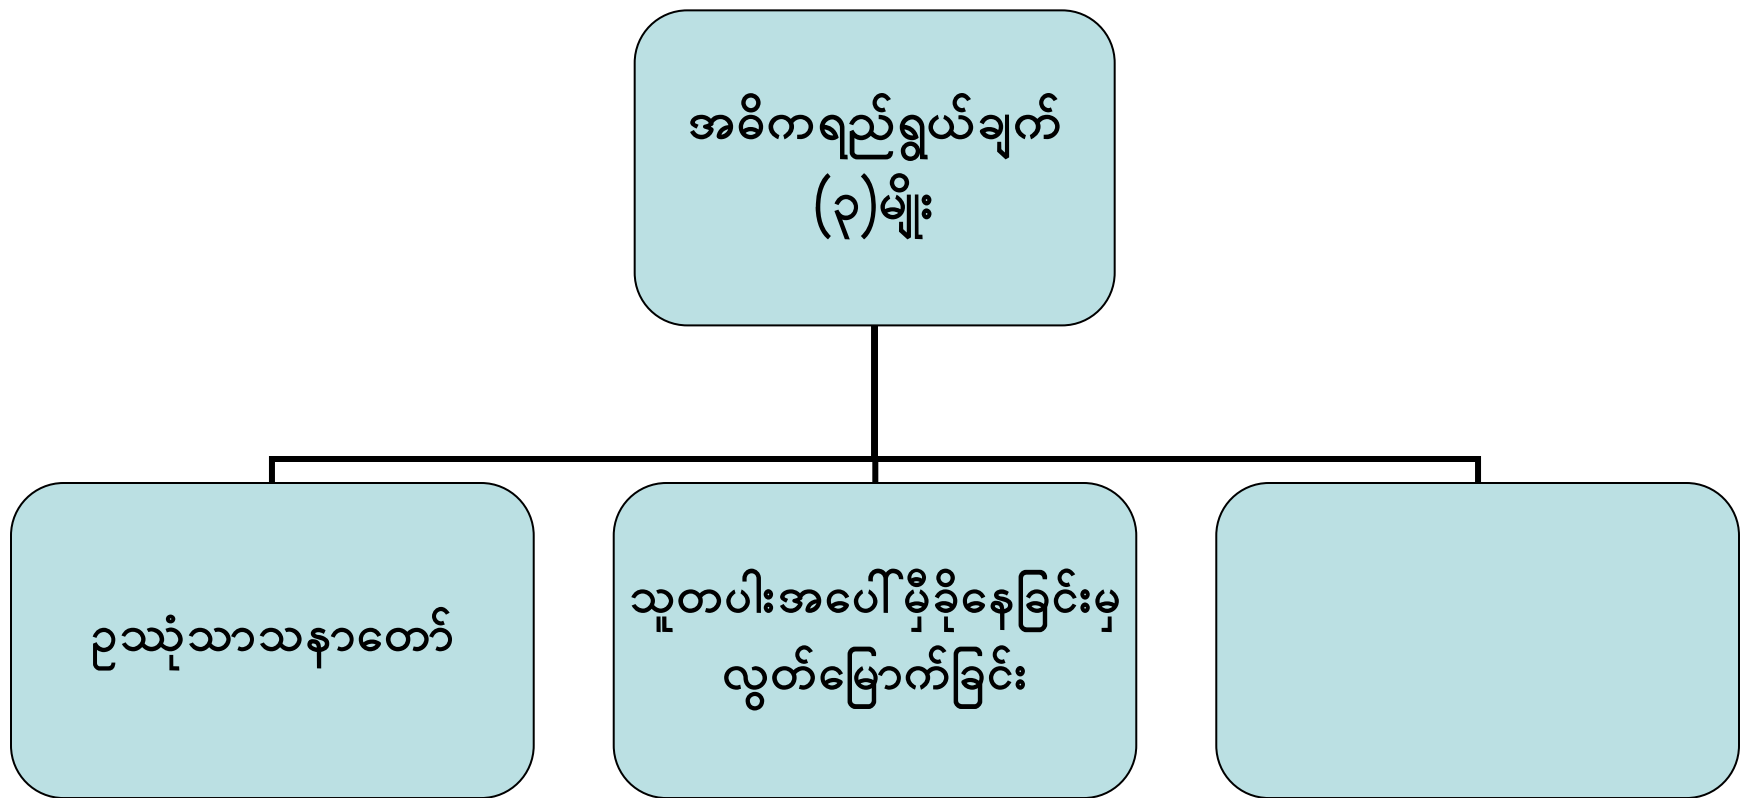 အဓိကရည်ရွယ်ချက်
(၃)မျိုး
ဥဿုံသာသနာတော်
သူတပါးအပေါ်မှီခိုနေခြင်းမှ
လွတ်မြောက်ခြင်း